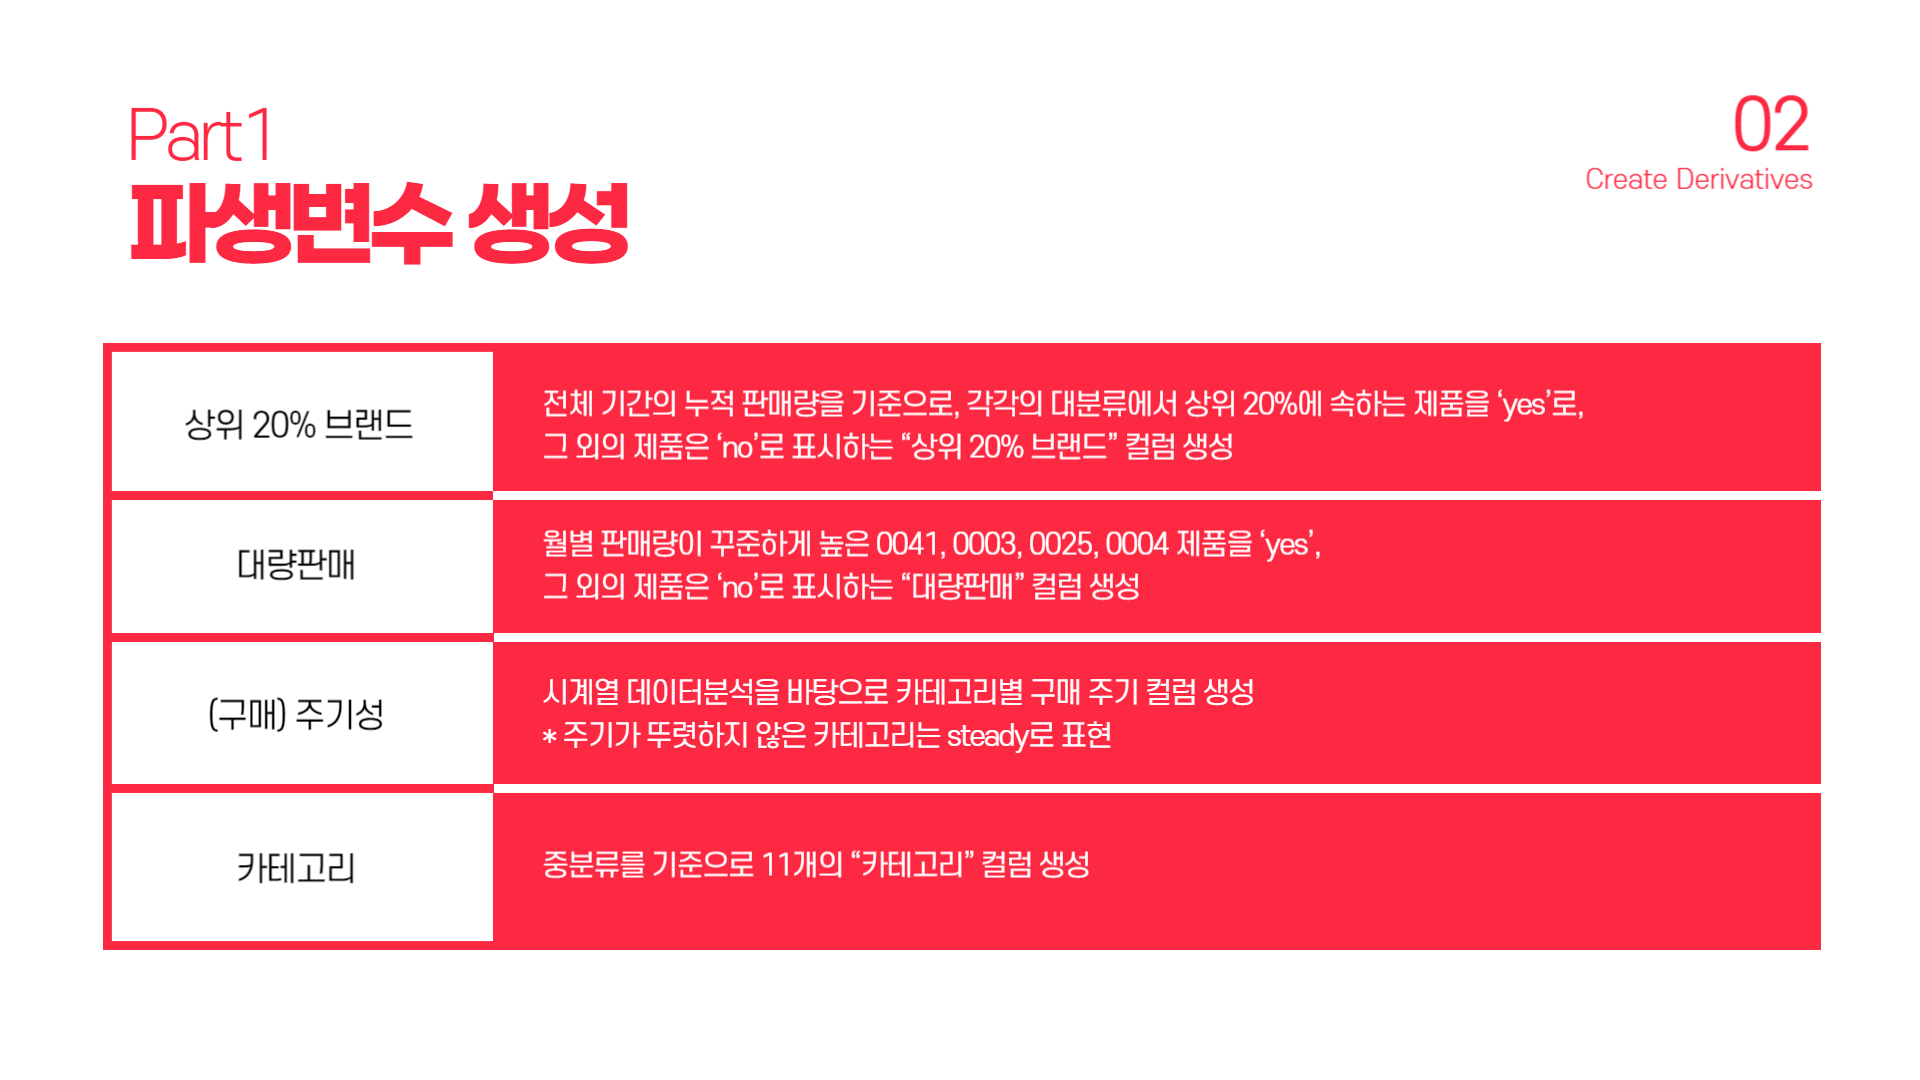 Part1
파생변수 생성
02
Create Derivatives
상위 20% 브랜드
전체 기간의 누적 판매량을 기준으로, 각각의 대분류에서 상위 20%에 속하는 제품을 ‘yes’로,
그 외의 제품은 ‘no’로 표시하는 “상위 20% 브랜드” 컬럼 생성
대량판매
월별 판매량이 꾸준하게 높은 0041, 0003, 0025, 0004 제품을 ‘yes’,
그 외의 제품은 ‘no’로 표시하는 “대량판매” 컬럼 생성
(구매) 주기성
시계열 데이터분석을 바탕으로 카테고리별 구매 주기 컬럼 생성
* 주기가 뚜렷하지 않은 카테고리는 steady로 표현
카테고리
중분류를 기준으로 11개의 “카테고리” 컬럼 생성